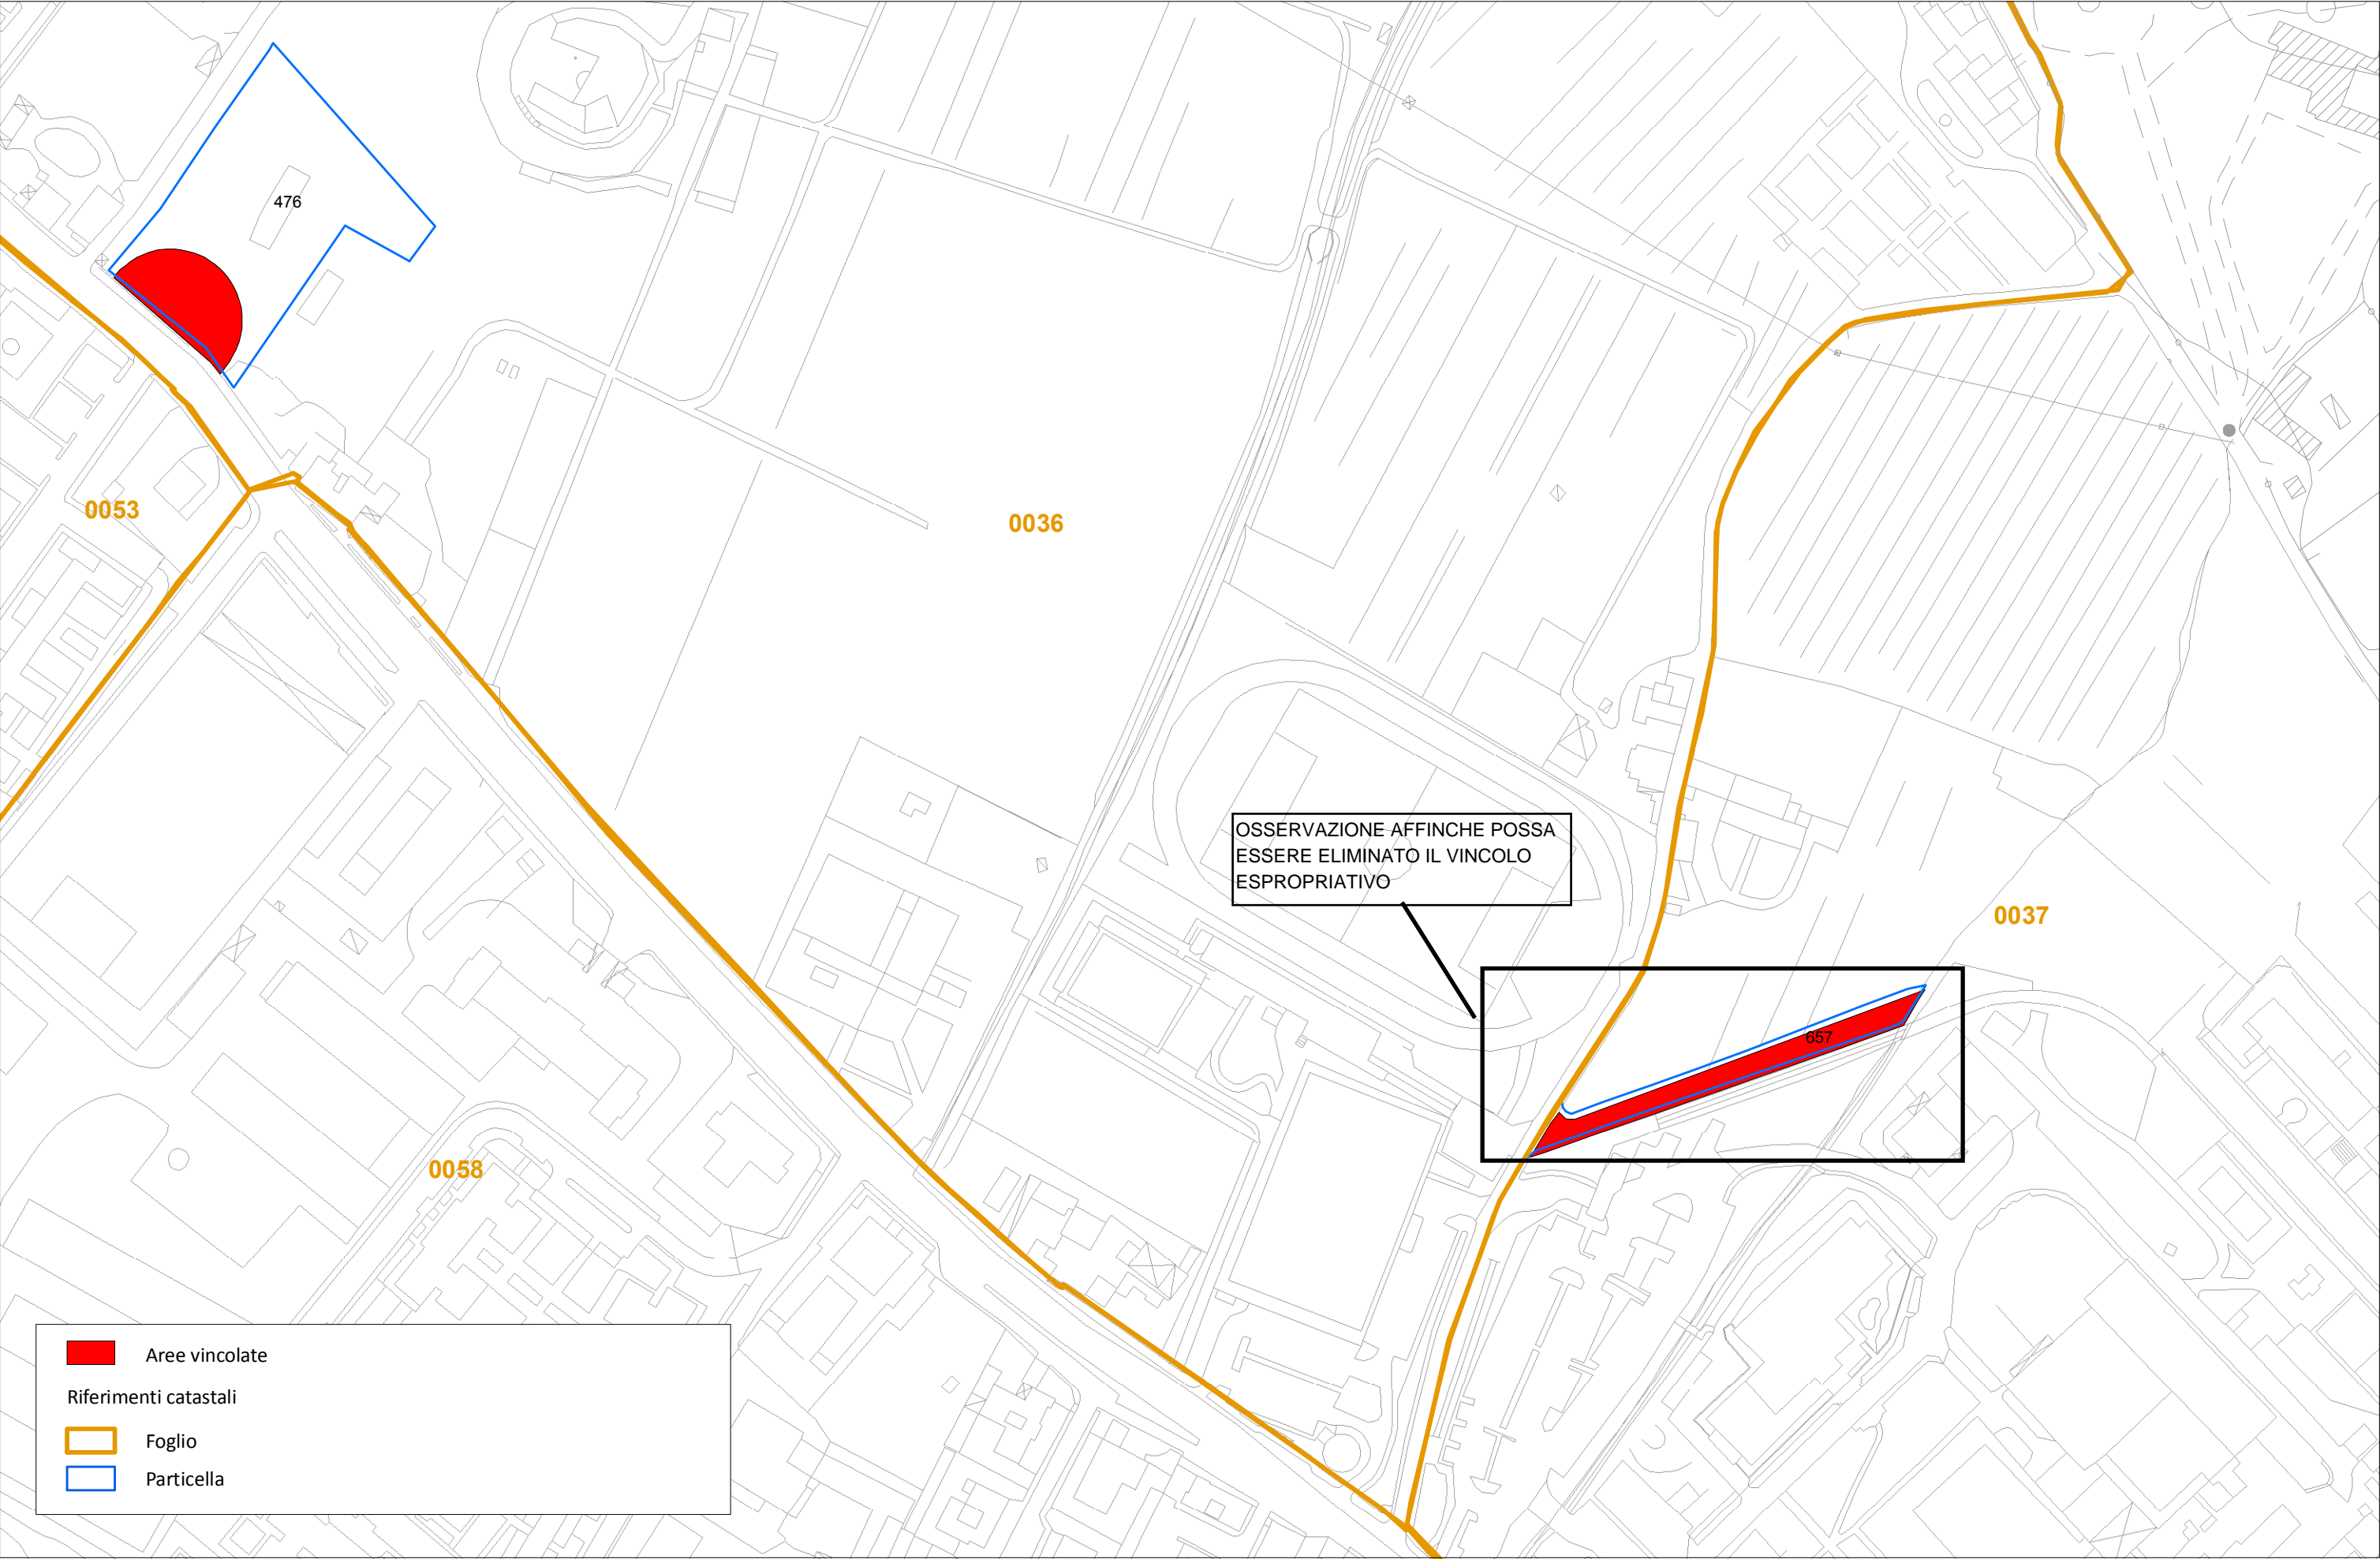 476
0053
0036
OSSERVAZIONE AFFINCHE POSSA
ESSERE ELIMINATO IL VINCOLO
ESPROPRIATIVO
0037
657
0058
Aree vincolate
Riferimenti catastali
Foglio
Particella